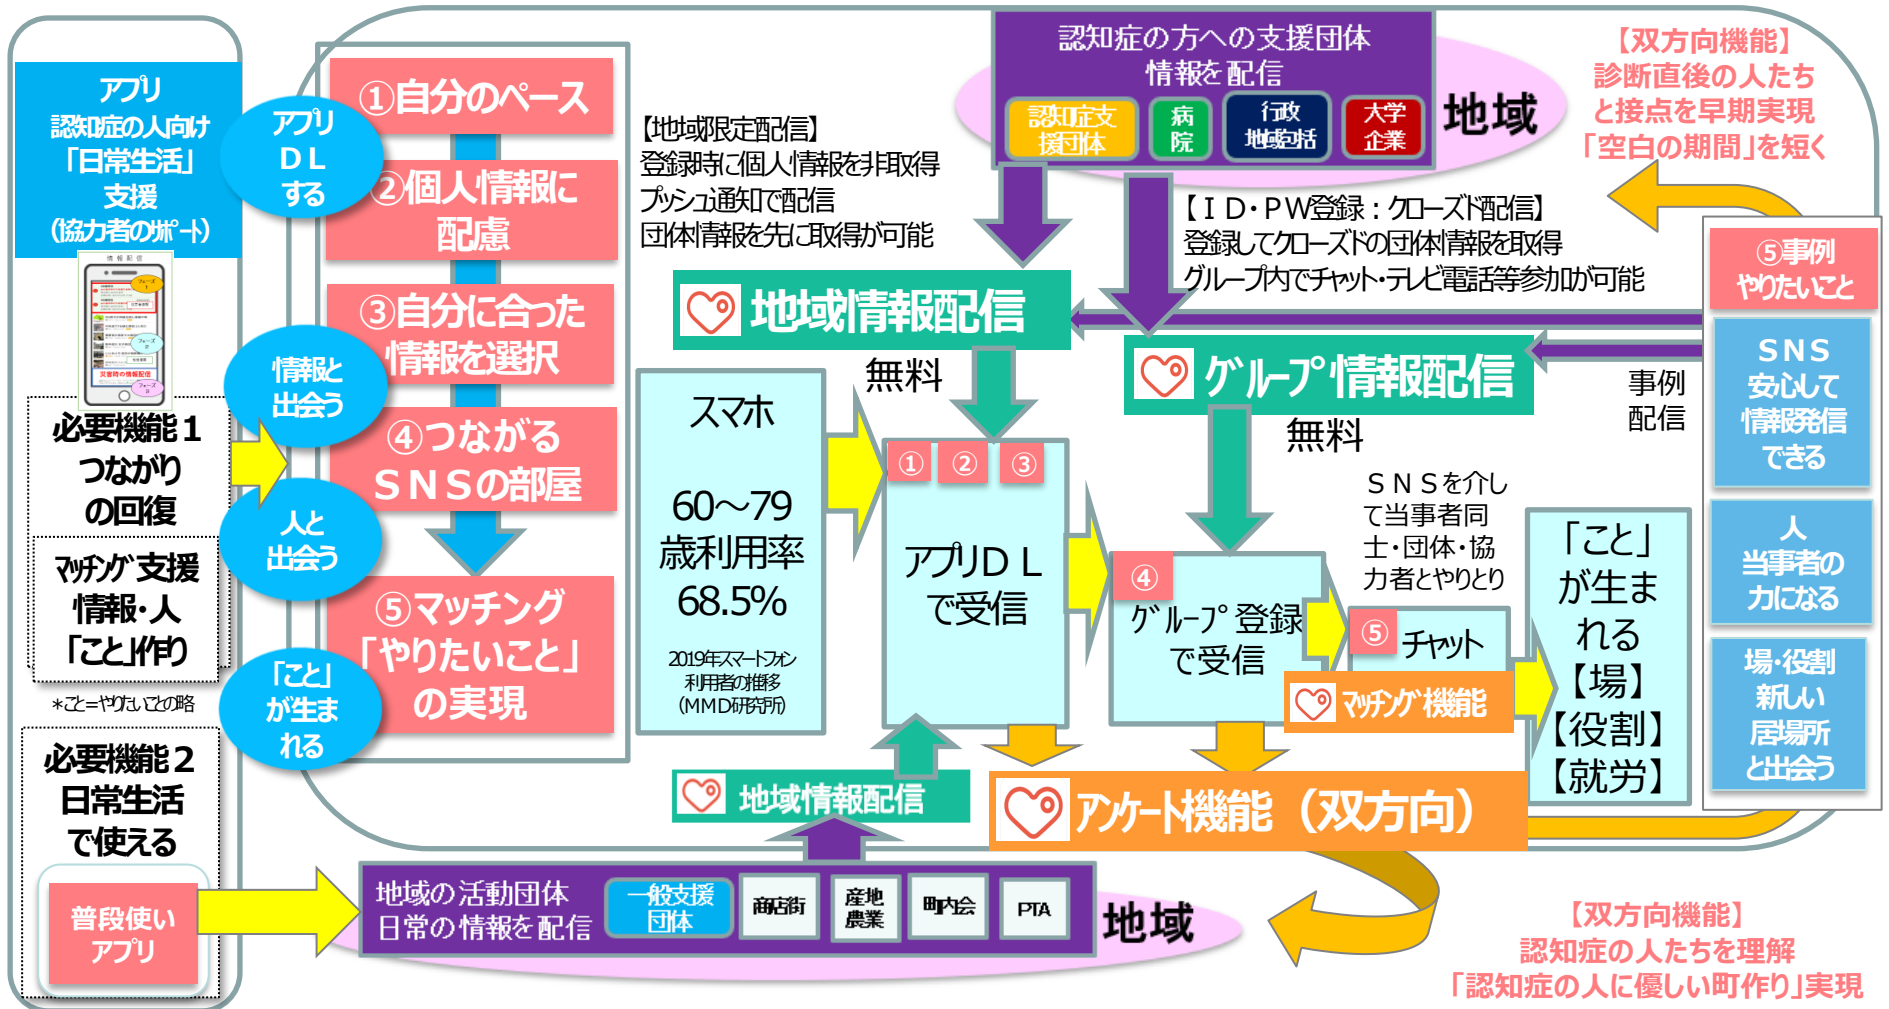 アプリ
認知症の人向け
「日常生活」
支援
（協力者のサポート）
情報配信
フェーズ
1
フェーズ
2
災害時の情報配信
フェーズ
3
必要機能１
つながり
の回復
マッチング支援
情報・人
「こと」作り
＊こと＝やりたいことの略
必要機能２
日常生活
で使える
普段使い
アプリ
アプリ
ＤＬ
する
情報と
出会う
人と
出会う
「こと」
が生ま
れる
①自分のペース
②個人情報に
配慮
③自分に合った
情報を選択
④つながる
ＳＮＳの部屋
⑤マッチング
「やりたいこと」
の実現
【地域限定配信】
登録時に個人情報を非取得
プッシュ通知で配信
団体情報を先に取得が可能
認知症の方への支援団体
情報を配信
認知症支
援団体
病
院
行政
地域包括
大学
企業
地域
【ＩＤ・ＰＷ登録：クローズド配信】
登録してクローズドの団体情報を取得
グループ内でチャット・テレビ電話等参加が可能
【双方向機能】
診断直後の人たち
と接点を早期実現
「空白の期間」を短く
地域情報配信
無料
グループ情報配信
無料
事例
配信
スマホ
60～79
歳利用率
68.5%
2019年スマートフォン
利用者の推移
（ＭＭＤ研究所）
①
②
③
アプリＤＬ
で受信
④
グループ登録
で受信
ＳＮＳを介し
て当事者同
士・団体・協
力者とやりとり
⑤
チャット
マッチング機能
「こと」
が生ま
れる
【場】
【役割】
【就労】
⑤事例
やりたいこと
ＳＮＳ
安心して
情報発信
できる
人
当事者の
力になる
場・役割
新しい
居場所
と出会う
地域情報配信
アンケート機能（双方向）
地域の活動団体
日常の情報を配信
一般支援
団体
商店街
産地
農業
町内会
PTA
地域
【双方向機能】
認知症の人たちを理解
「認知症の人に優しい町作り」実現